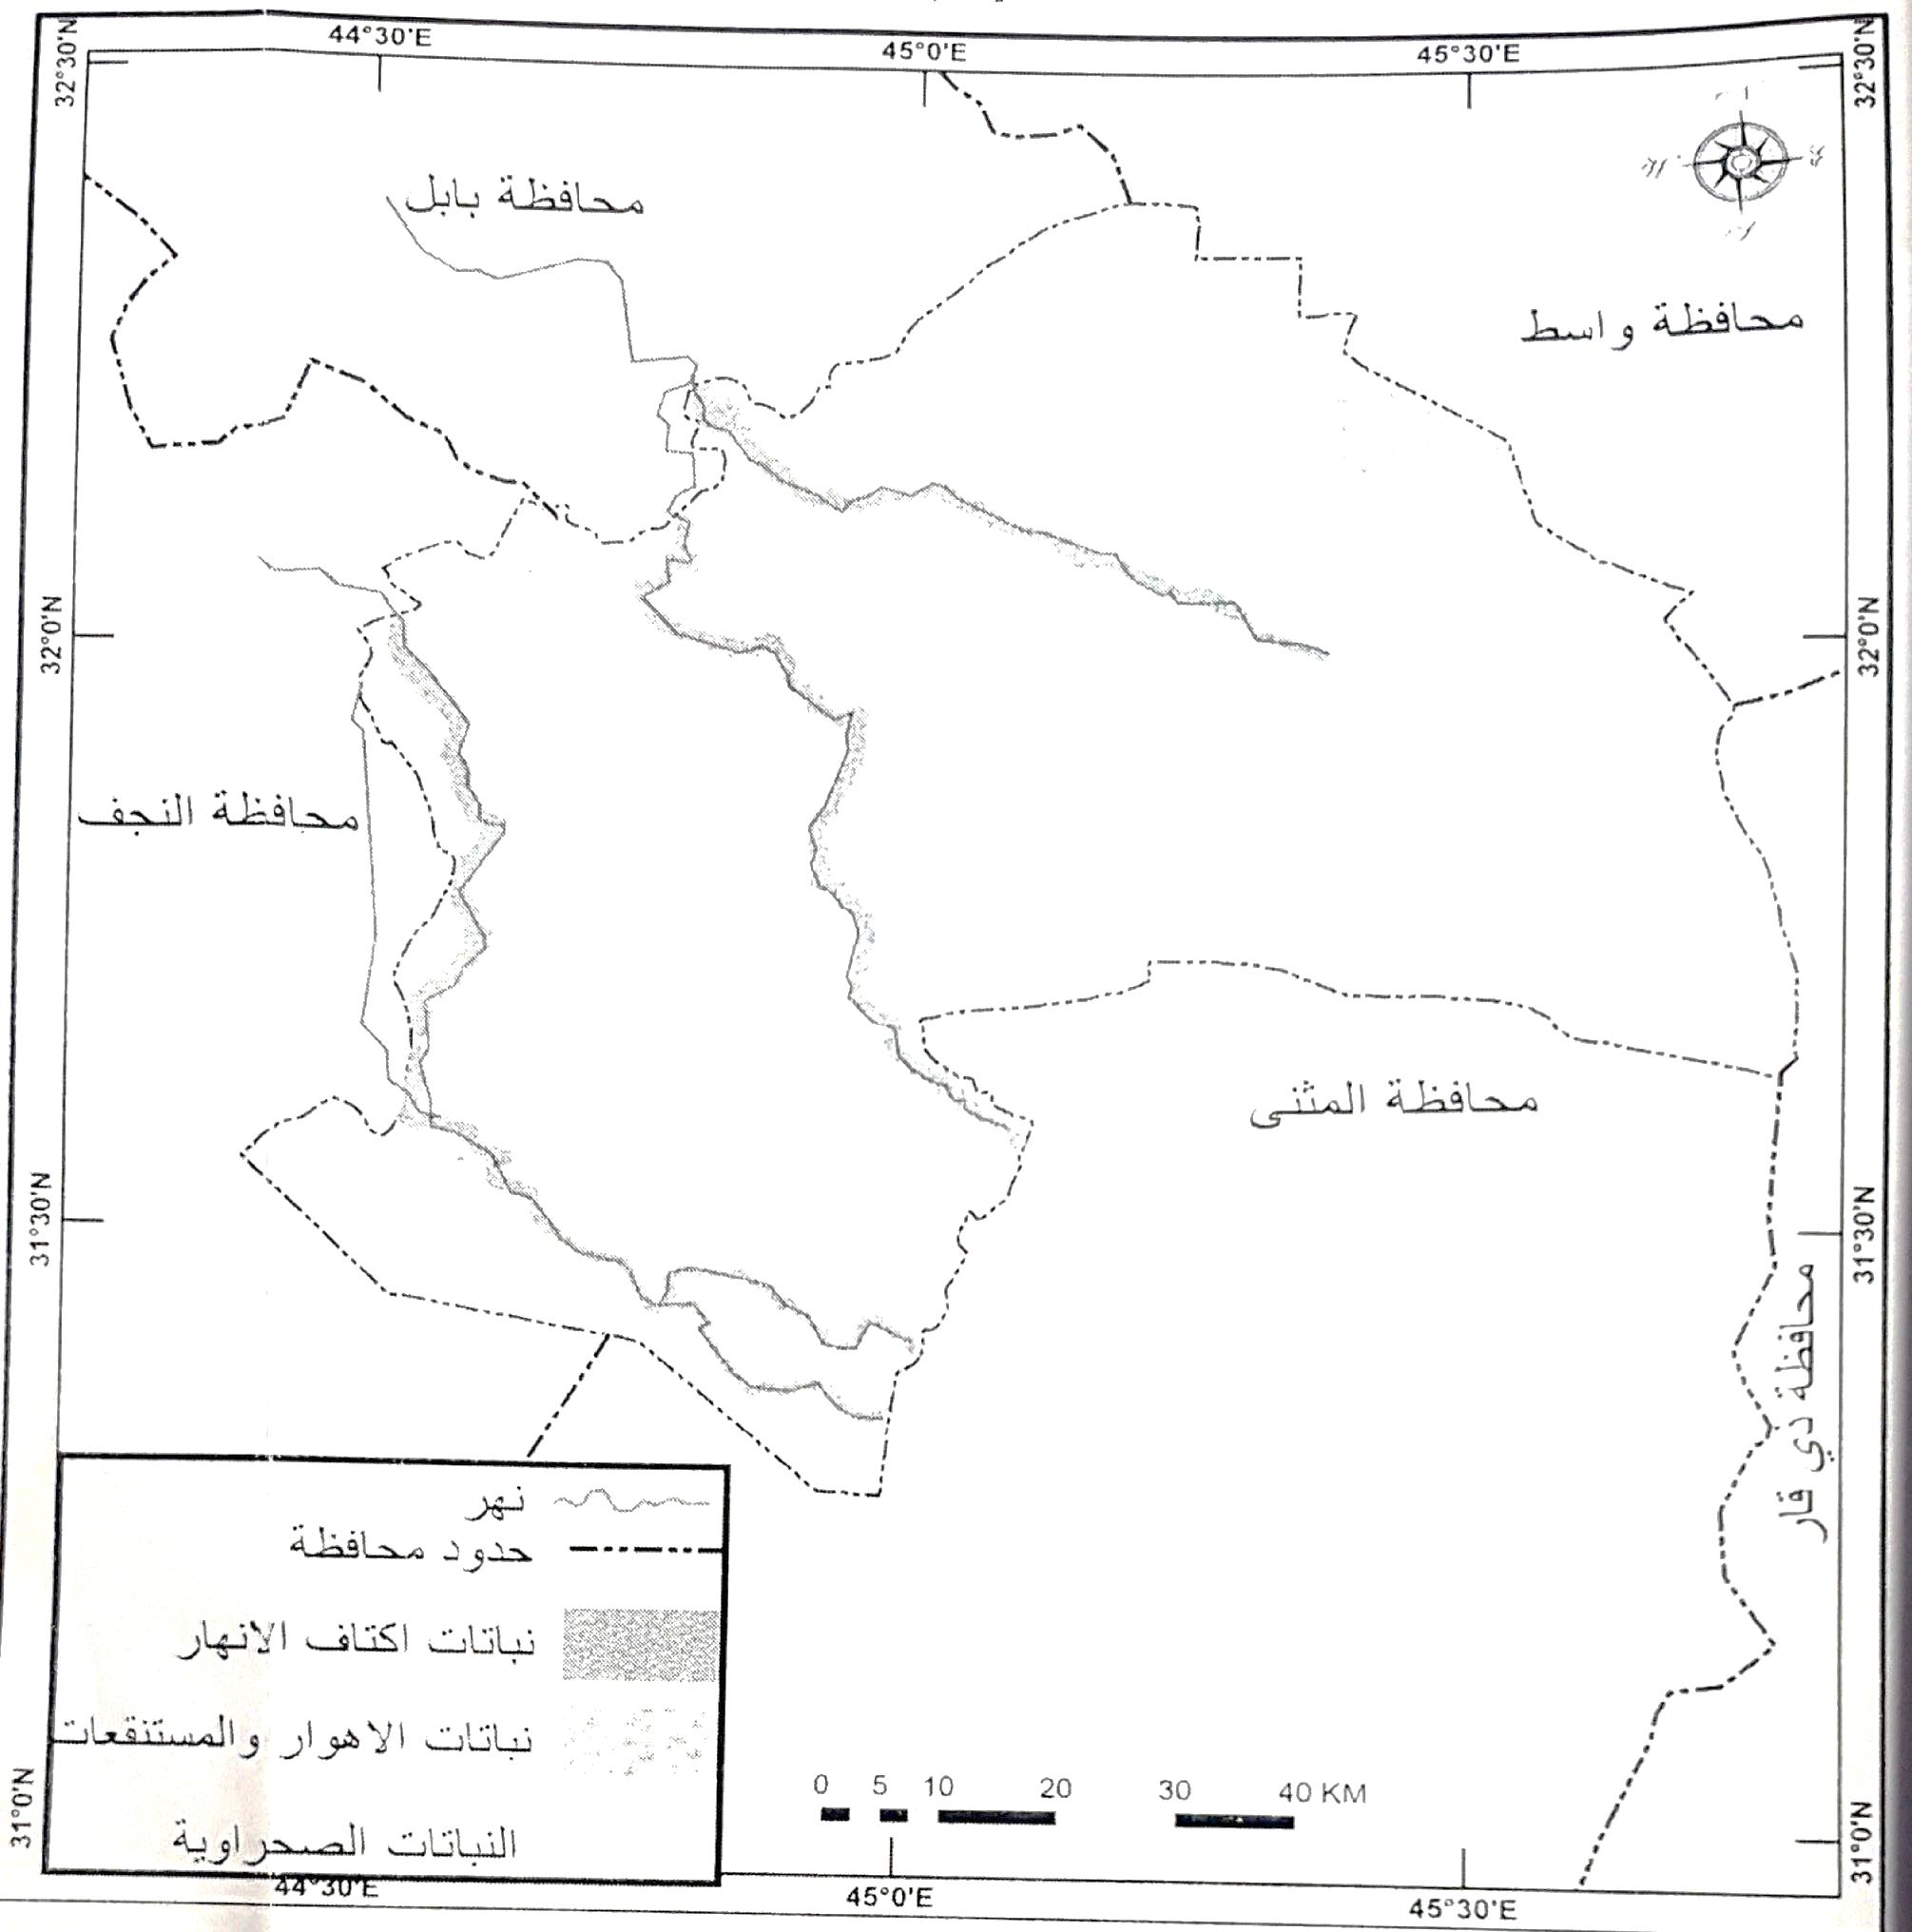 44°30'E
45°0'E
45°30'E
32°30'N
32°30'N
محافظة بابل
محافظة واسط
32°0'N
32°0'N
محافظة النجف
محافظة المثنى
31°30'N
31°30'N
محافظة ذي قار
نهر
حدود محافظة
نباتات اكتاف الانهار
نباتات الاهوار والمستنقعات
النباتات الصحراوية
0 5 10 20 30 40 KM
31°0'N
31°0'N
44°30'E
45°0'E
45°30'E